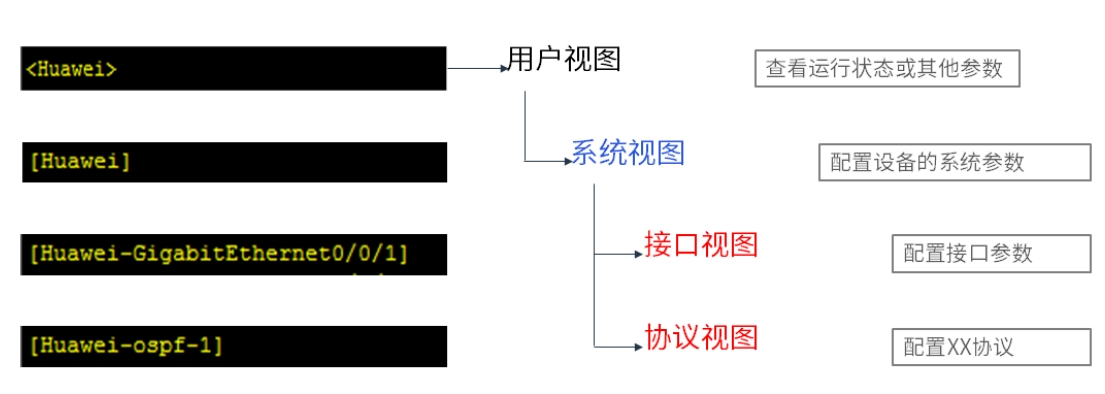 <Huawei>
用户视图
查看运行状态或其他参数
[Huawei]
系统视图
配置设备的系统参数
[Huawei-GigabitEthernet0/0/1]
接口视图
配置接口参数
[Huawei-ospf-1]
协议视图
配置XX协议